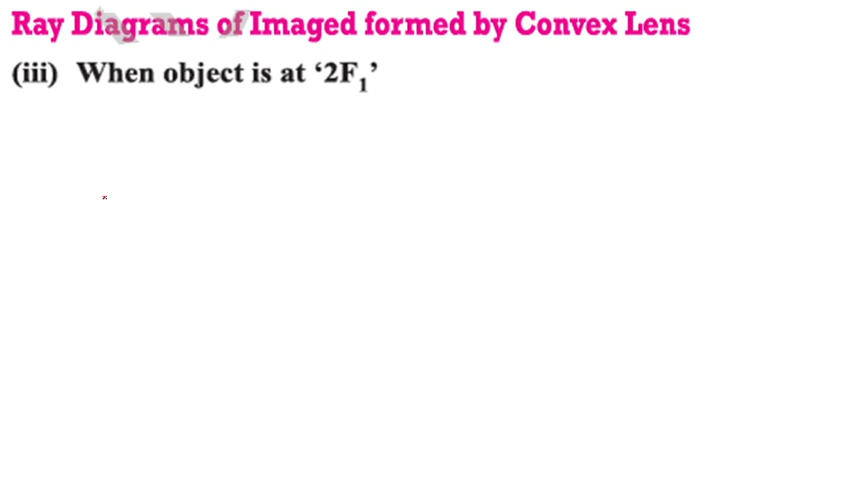 Ray Diagrams of Imaged formed by Convex Lens
(iii) When object is at ‘2F₁’